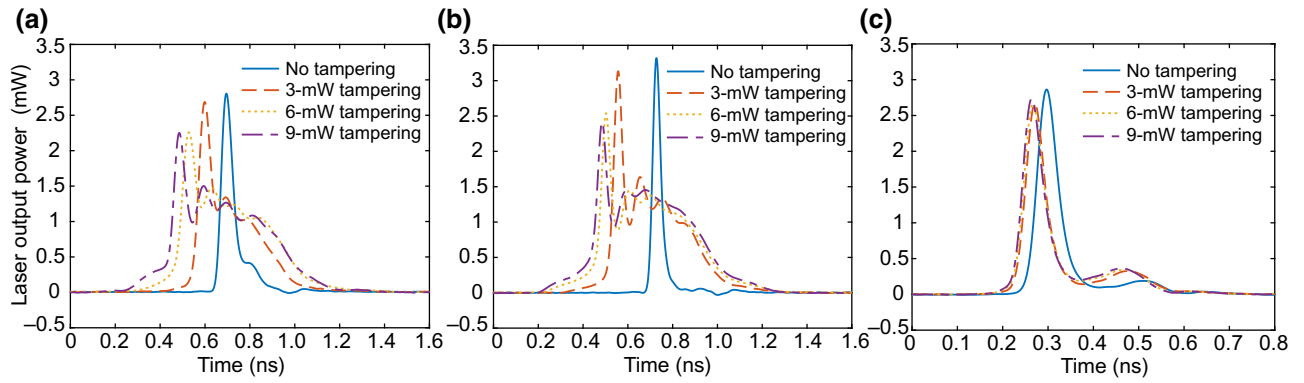 (a)
Laser output power (mW)
3.5
3
2.5
2
1.5
1
0.5
0
–0.5
No tampering
3-mW tampering
6-mW tampering
9-mW tampering
0 0.2 0.4 0.6 0.8 1.0 1.2 1.4 1.6
Time (ns)
(b)
3.5
3
2.5
2
1.5
1
0.5
0
–0.5
No tampering
3-mW tampering
6-mW tampering
9-mW tampering
0 0.2 0.4 0.6 0.8 1.0 1.2 1.4 1.6
Time (ns)
(c)
3.5
3
2.5
2
1.5
1
0.5
0
–0.5
No tampering
3-mW tampering
6-mW tampering
9-mW tampering
0 0.1 0.2 0.3 0.4 0.5 0.6 0.7 0.8
Time (ns)